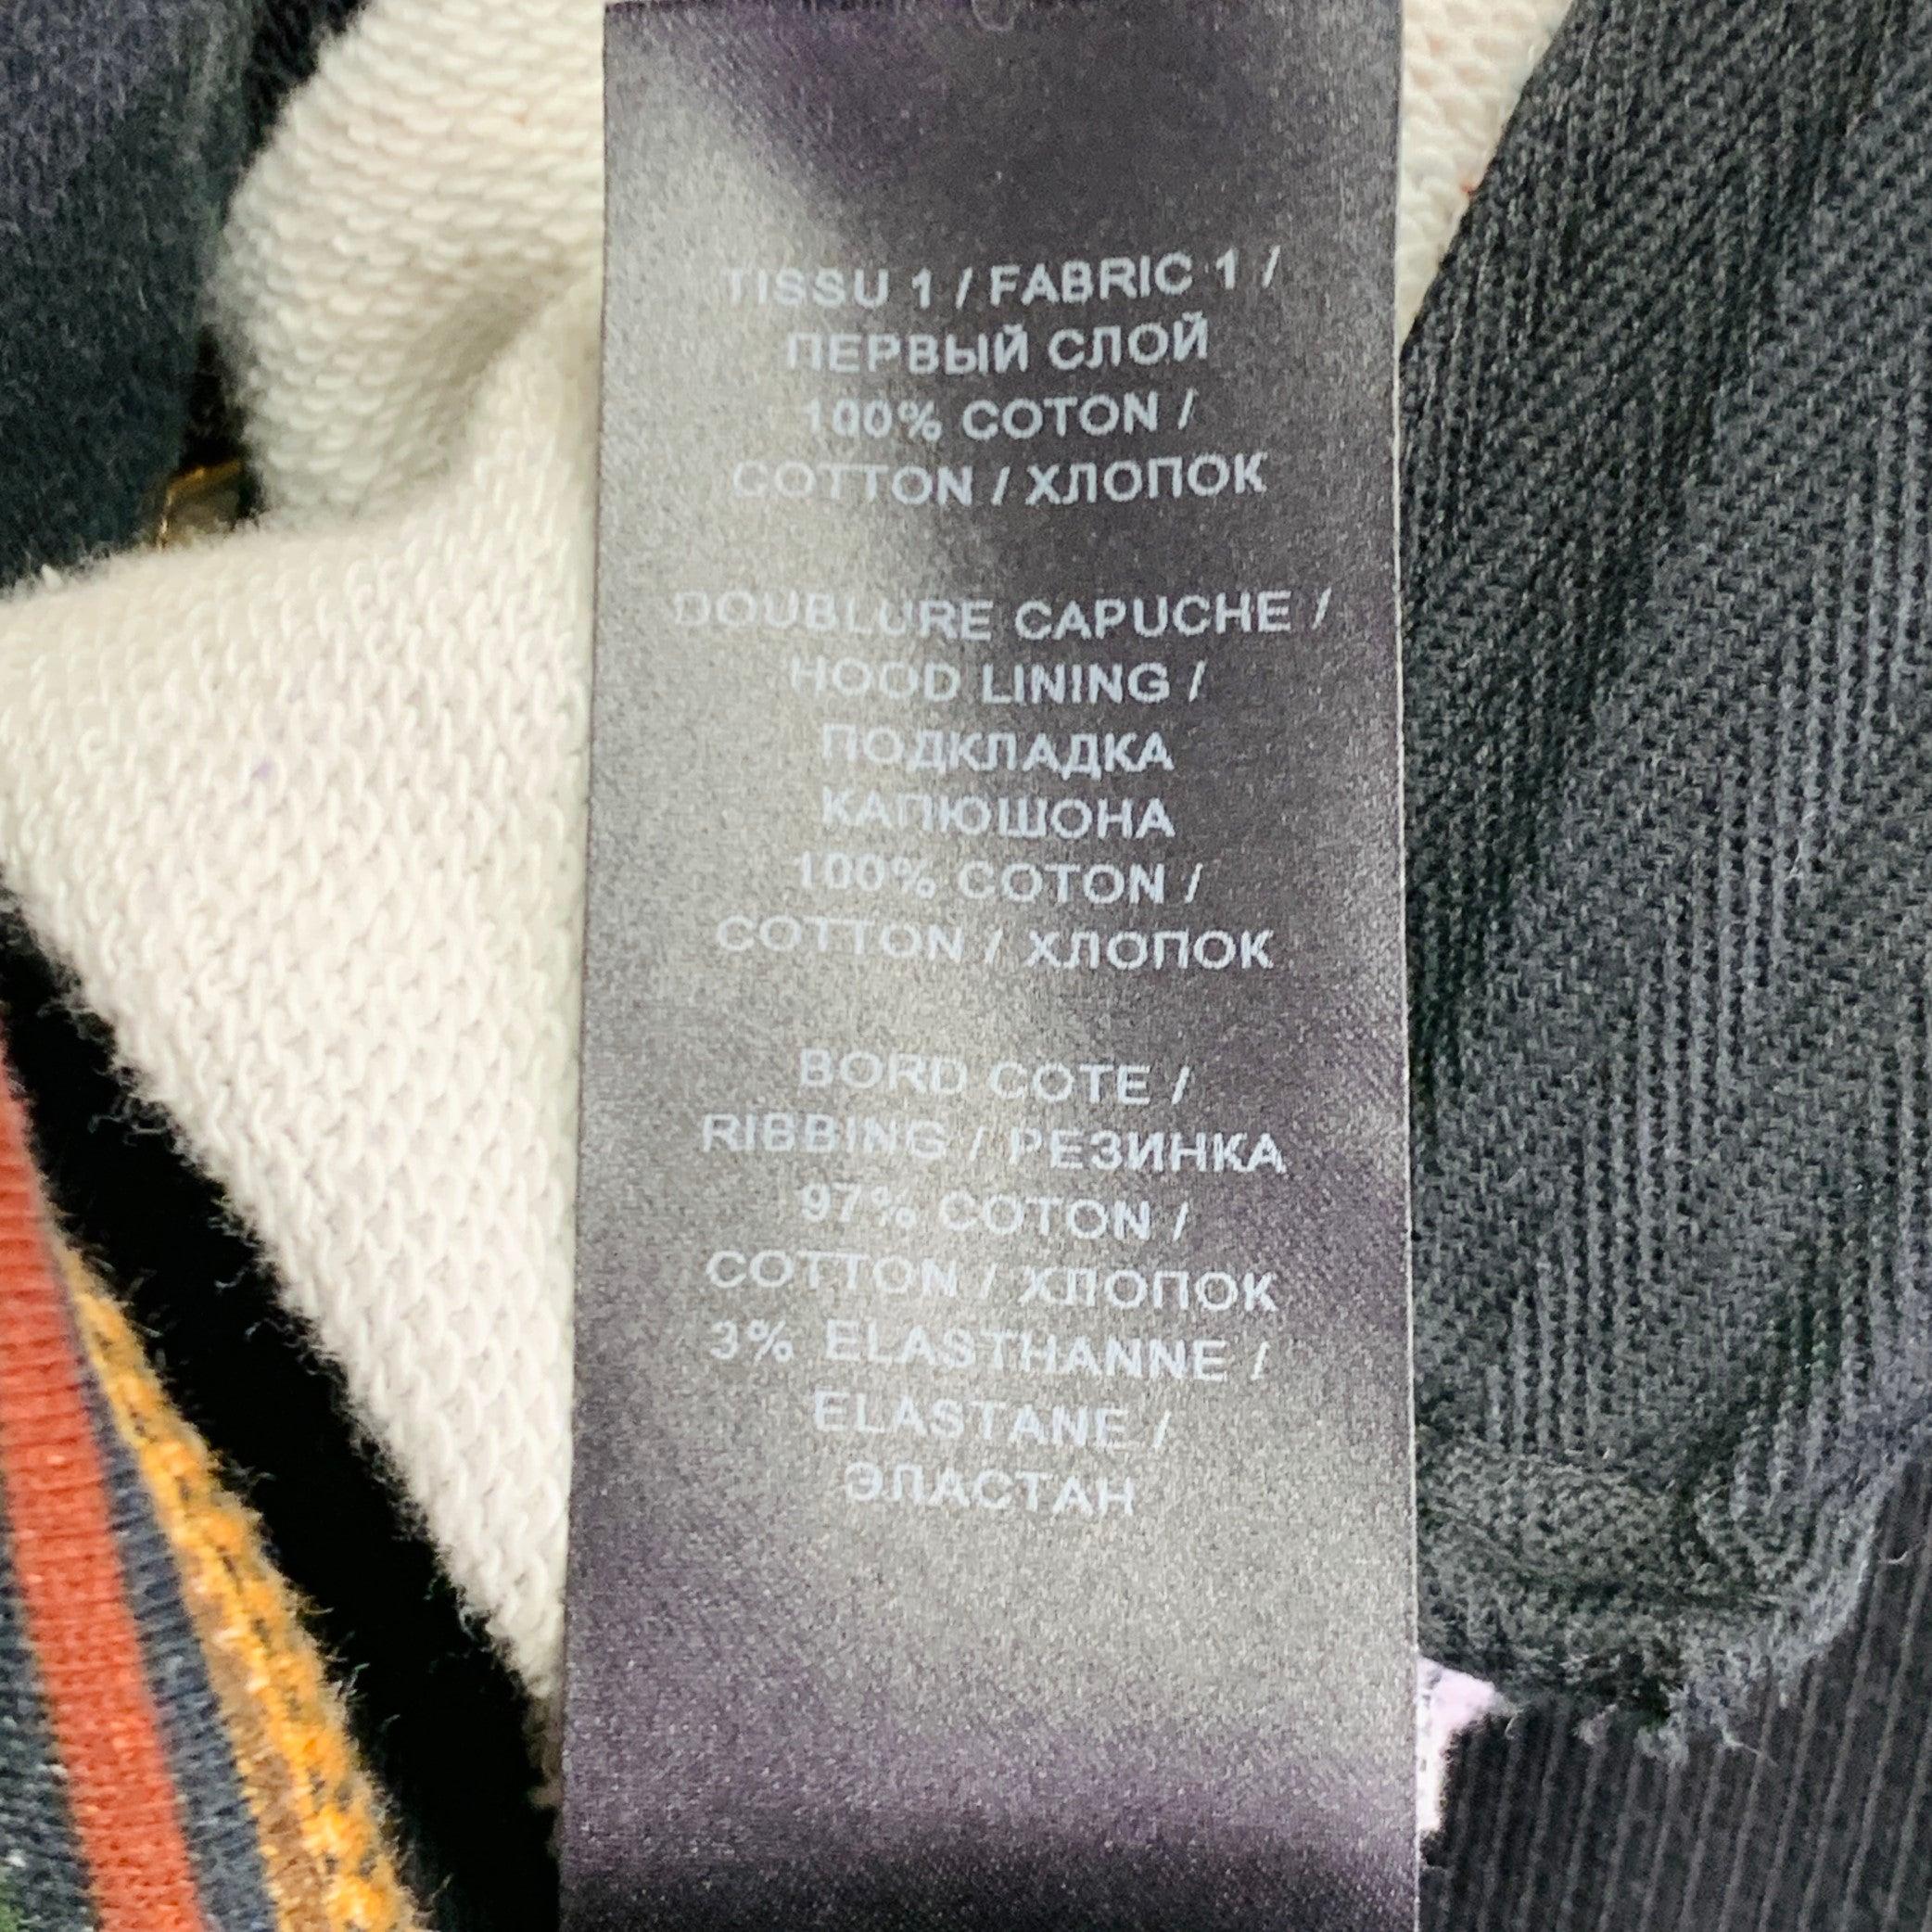 TISSU 1 / FABRIC 1 /
ПЕРВЫЙ СЛОЙ
100% COTON /
COTTON / ХЛОПОК
DOUBLURE CAPUCHE /
HOOD LINING /
ПОДКЛАДКА
КАПЮШОНА
100% COTON /
COTTON / ХЛОПОК
BORD COTE /
RIBBING / РЕЗИНКА
97% COTON /
COTTON / ХЛОПОК
3% ELASTHANNE /
ELASTANE /
ЭЛАСТАН